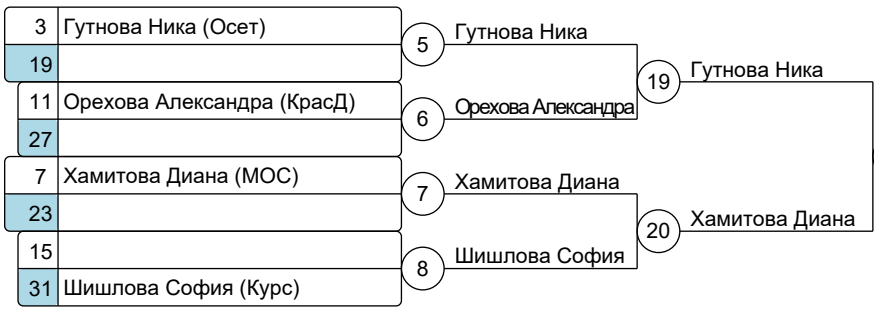 3 Гутнова Ника (Осет)
19
5 Гутнова Ника
11 Орехова Александра (КрасД)
27
6 Орехова Александра
19 Гутнова Ника
7 Хамитова Диана (МОС)
23
7 Хамитова Диана
15
31 Шишлова София (Курс)
8 Шишлова София
20 Хамитова Диана